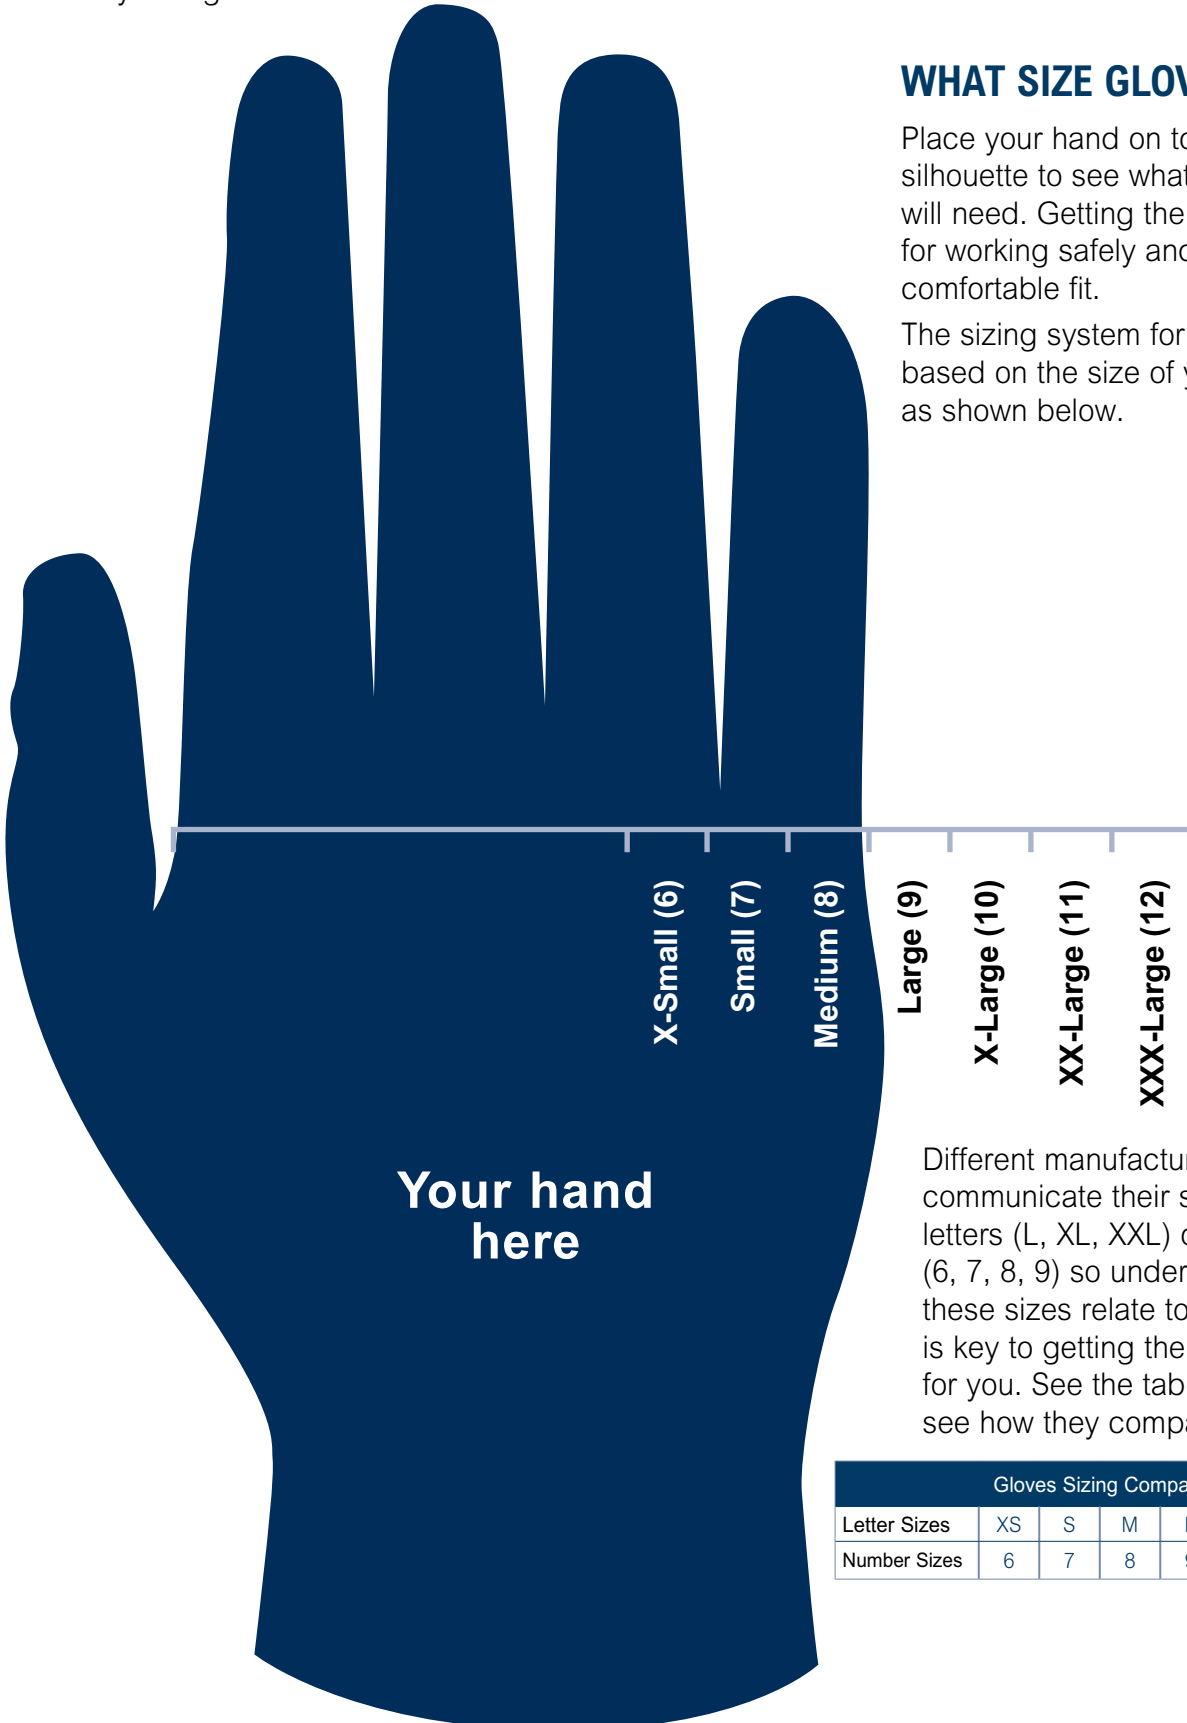 WHAT SIZE GLOV
Place your hand on to
silhouette to see what
will need. Getting the
for working safely and
comfortable fit.
The sizing system for
based on the size of y
as shown below.
X-Small (6)
Small (7)
Medium (8)
Large (9)
X-Large (10)
XX-Large (11)
XXX-Large (12)
Your hand
here
Different manufactur
communicate their s
letters (L, XL, XXL) o
(6, 7, 8, 9) so under
these sizes relate to
is key to getting the
for you. See the tab
see how they compa
Gloves Sizing Compa
Letter Sizes XS S M
Number Sizes 6 7 8